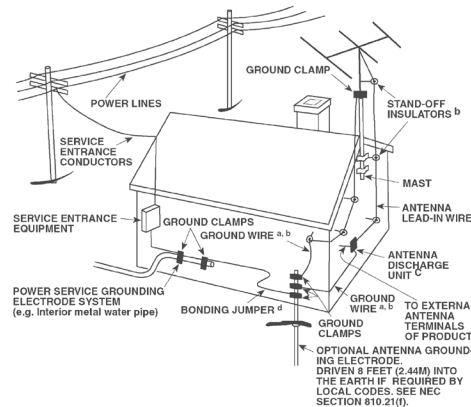 GROUND CLAMP
POWER LINES
STAND-OFF
INSULATORS b
SERVICE
ENTRANCE
CONDUCTORS
MAST
ANTENNA
LEAD-IN WIRE
SERVICE ENTRANCE
EQUIPMENT
GROUND CLAMPS
GROUND WIRE a, b
ANTENNA
DISCHARGE
UNIT C
POWER SERVICE GROUNDING
ELECTRODE SYSTEM
(e.g. Interior metal water pipe)
BONDING JUMPER d
GROUND
WIRE a, b
GROUND
CLAMPS
TO EXTERNA
ANTENNA
TERMINALS
OF PRODUCT
OPTIONAL ANTENNA GROUND-
ING ELECTRODE.
DRIVEN 8 FEET (2.44M) INTO
THE EARTH IF REQUIRED BY
LOCAL CODES. SEE NEC
SECTION 810.21(f).